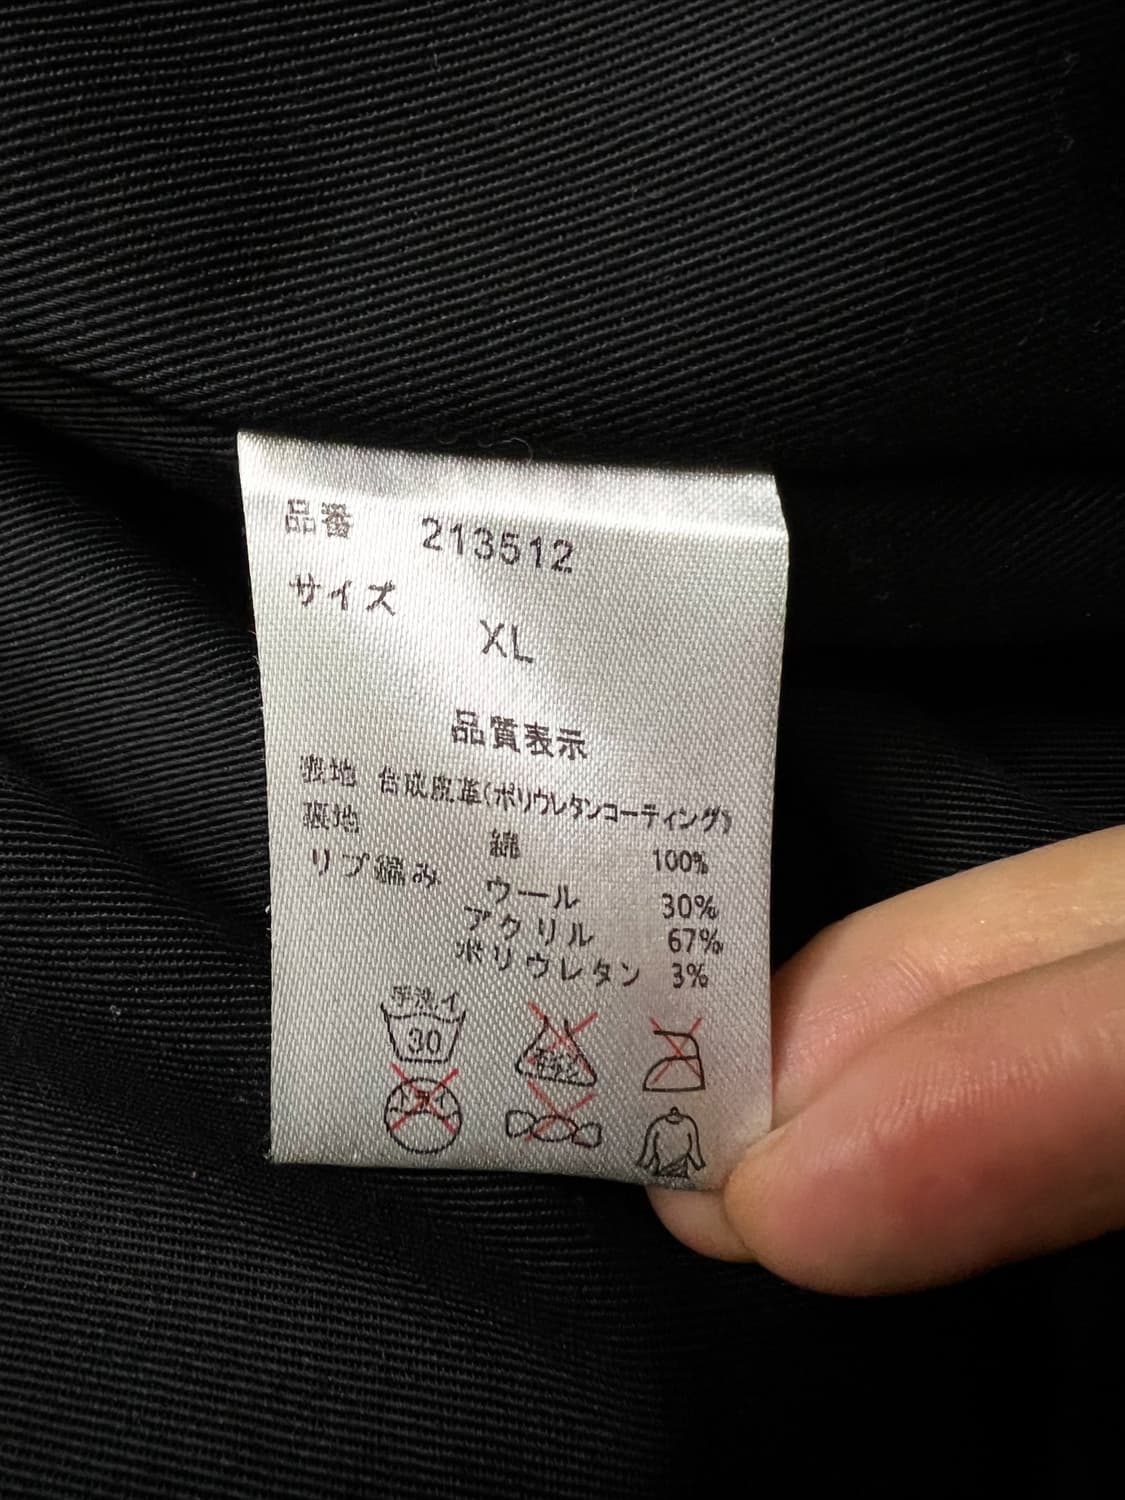 品番 213512
サイズ
XL
品質表示
表地 合成皮革(ポリウレタンコーティング)
裏地 綿 100%
リブ編み ウール 30%
アクリル 67%
ポリウレタン 3%
手洗イ
30